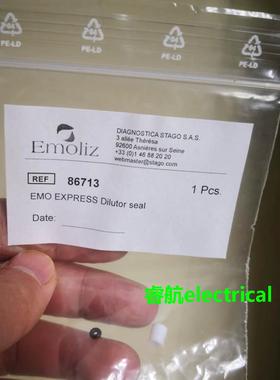 PE-LD
PE-LD
PE-LD
Emoliz
DIAGNOSTICA STAGO S.A.S.
3 allée Thérésa
92600 Asnières sur Seine
+33 (0)1 46 88 20 20
webmaster@stago.com
REF 86713 1 Pcs.
EMO EXPRESS Dilutor seal
Date:
睿航electrical